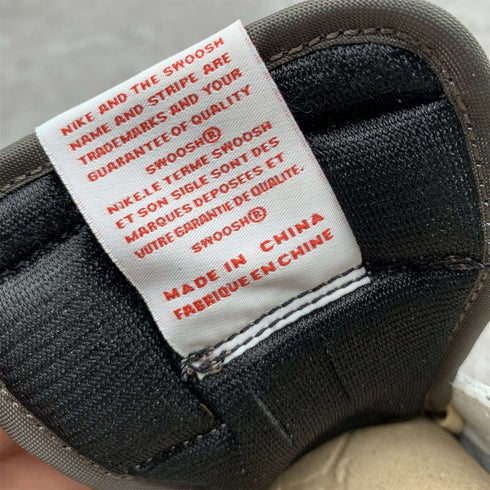 NIKE AND THE SWOOSH
NAME AND STRIPE ARE
TRADEMARKS AND YOUR
GUARANTEE OF QUALITY
SWOOSH®
NIKE.LE TERME SWOOSH
ET SON SIGLE SONT DES
MARQUES DEPOSÉES ET
VOTRE GARANTIE DE QUALITE.
SWOOSH®
MADE IN CHINA
FABRIQUE EN CHINE